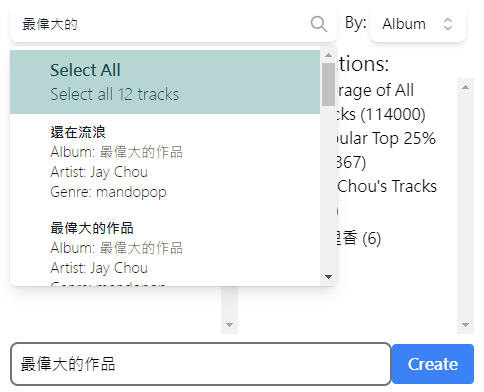 最偉大的
By: Album
Select All
Select all 12 tracks
還在流浪
Album: 最偉大的作品
Artist: Jay Chou
Genre: mandopop
最偉大的作品
Album: 最偉大的作品
Artist: Jay Chou
Genre: mandopop
tions:
rage of All
cks (114000)
pular Top 25%
367)
Chou's Tracks
)
里香 (6)
最偉大的作品
Create